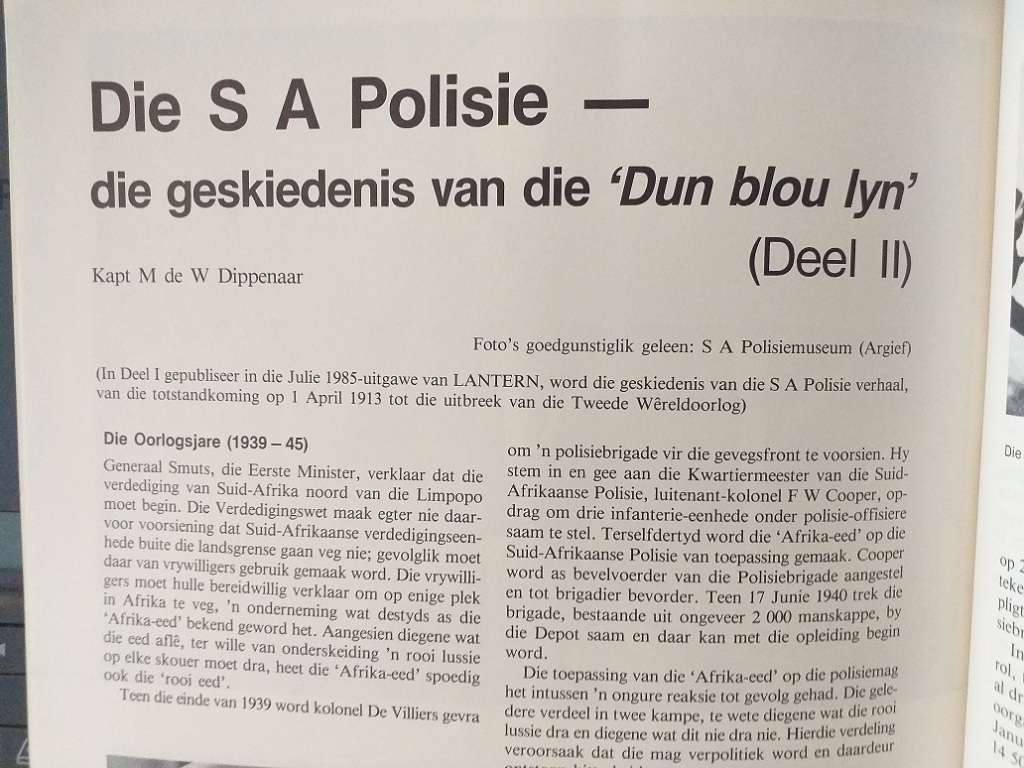 Die S A Polisie —
die geskiedenis van die ‘Dun blou lyn’
(Deel II)
Kapt M de W Dippenaar
Foto’s goedgunstiglik geleen: S A Polisiemuseum (Argief)
(In Deel I gepubliseer in die Julie 1985-uitgawe van LANTERN, word die geskiedenis van die S A Polisie verhaal,
van die totstandkoming op 1 April 1913 tot die uitbreek van die Tweede Wêreldoorlog)
Die Oorlogsjare (1939 – 45)
Generaal Smuts, die Eerste Minister, verklaar dat die
verdediging van Suid-Afrika noord van die Limpopo
moet begin. Die Verdedigingswet maak egter nie daar-
voor voorsiening dat Suid-Afrikaanse verdedigingseen-
hede buite die landsgrense gaan veg nie; gevolglik moet
daar van vrywilligers gebruik gemaak word. Die vrywilli-
gers moet hulle bereidwillig verklaar om op enige plek
in Afrika te veg, ’n onderneming wat destyds as die
‘Afrika-eed’ bekend geword het. Aangesien diegene wat
die eed aflê, ter wille van onderskeiding ’n rooi lussie
op elke skouer moet dra, heet die ‘Afrika-eed’ spoedig
ook die ‘rooi eed’.
Teen die einde van 1939 word kolonel De Villiers gevra
om ’n polisiebrigade vir die gevegsfront te voorsien. Hy
stem in en gee aan die Kwartiermeester van die Suid-
Afrikaanse Polisie, luitenant-kolonel F W Cooper, op-
drag om drie infanterie-eenhede onder polisie-offisiere
saam te stel. Terselfdertyd word die ‘Afrika-eed’ op die
Suid-Afrikaanse Polisie van toepassing gemaak. Cooper
word as bevelvoerder van die Polisiebrigade aangestel
en tot brigadier bevorder. Teen 17 Junie 1940 trek die
brigade, bestaande uit ongeveer 2 000 manskappe, by
die Depot saam en daar kan met die opleiding begin
word.
Die toepassing van die ‘Afrika-eed’ op die polisiemag
het intussen ’n ongure reaksie tot gevolg gehad. Die gele-
dere verdeel in twee kampe, te wete diegene wat die rooi
lussie dra en diegene wat dit nie dra nie. Hierdie verdeling
veroorsaak dat die mag verpolitiek word en daardeur
Die
op 2
teke
pligt
siebr
In
rol,
al dr
oorg
Janu
14 50